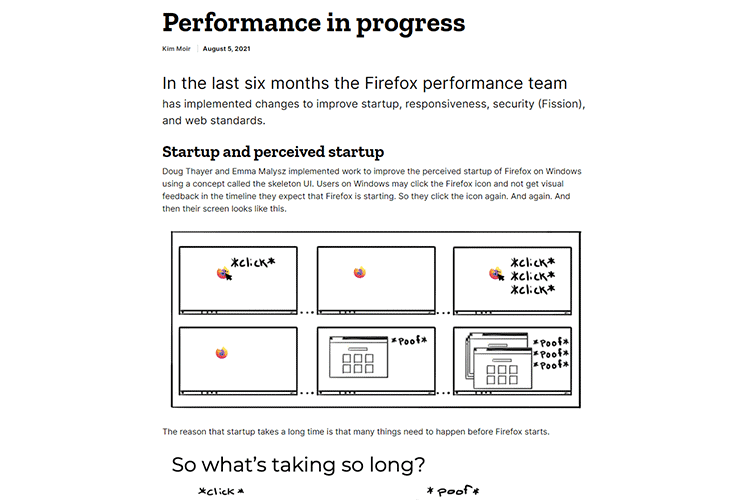 Performance in progress
Kim Moir August 5, 2021
In the last six months the Firefox performance team
has implemented changes to improve startup, responsiveness, security (Fission),
and web standards.
Startup and perceived startup
Doug Thayer and Emma Malysz implemented work to improve the perceived startup of Firefox on Windows
using a concept called the skeleton UI. Users on Windows may click the Firefox icon and not get visual
feedback in the timeline they expect that Firefox is starting. So they click the icon again. And again. And
then their screen looks like this.
*click*
*click*
*click*
*click*
*poof*
*poof*
*poof*
*poof*
The reason that startup takes a long time is that many things need to happen before Firefox starts.
So what's taking so long?
*click* *poof*